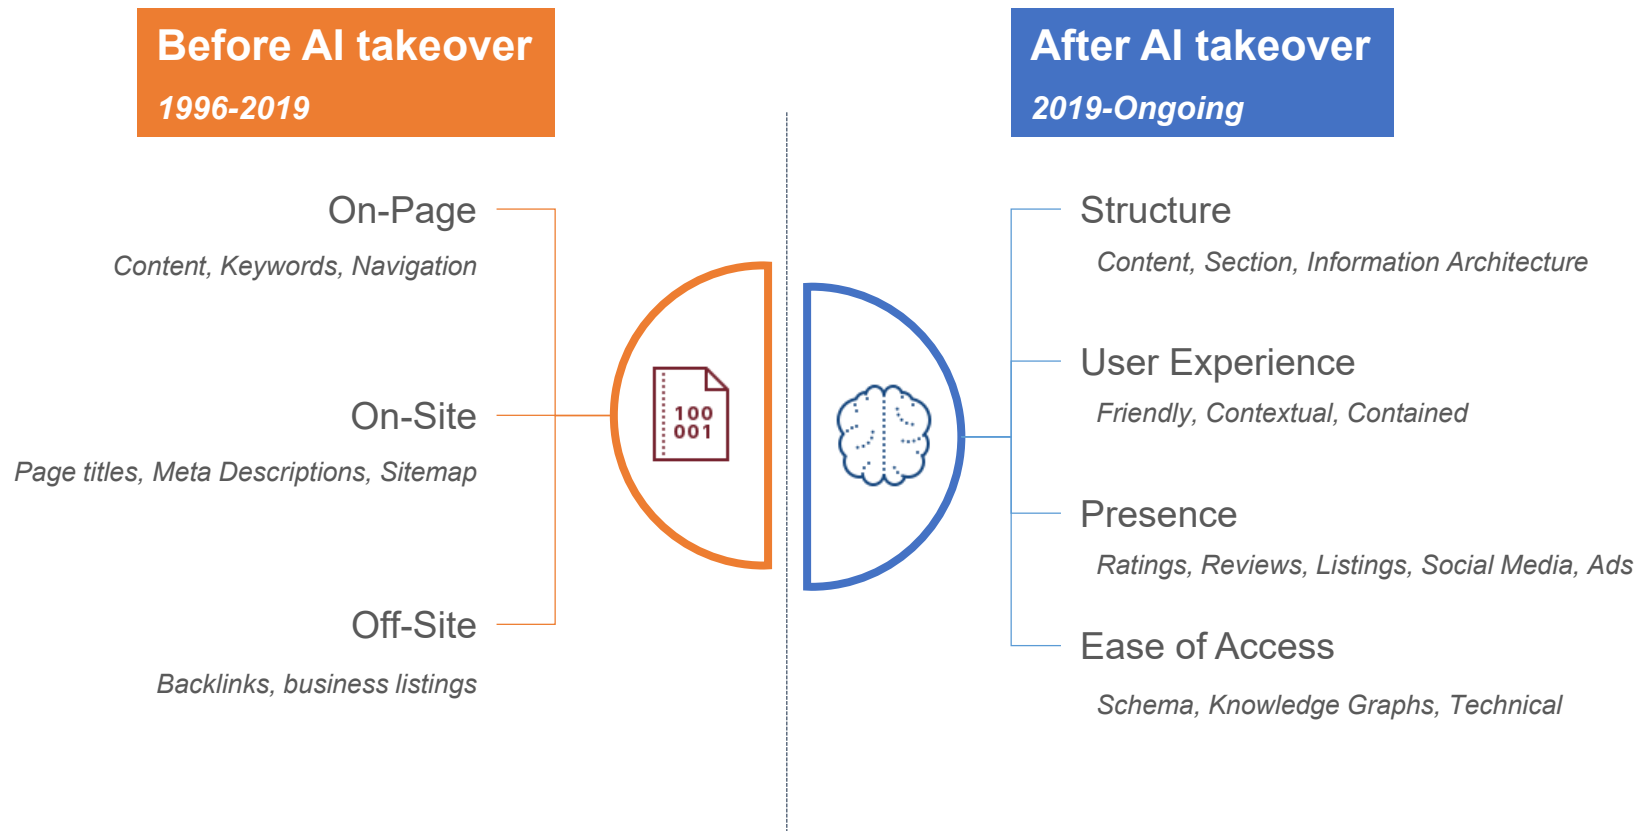 Before AI takeover
1996-2019
On-Page
Content, Keywords, Navigation
On-Site
Page titles, Meta Descriptions, Sitemap
Off-Site
Backlinks, business listings
100
001
After AI takeover
2019-Ongoing
Structure
Content, Section, Information Architecture
User Experience
Friendly, Contextual, Contained
Presence
Ratings, Reviews, Listings, Social Media, Ads
Ease of Access
Schema, Knowledge Graphs, Technical